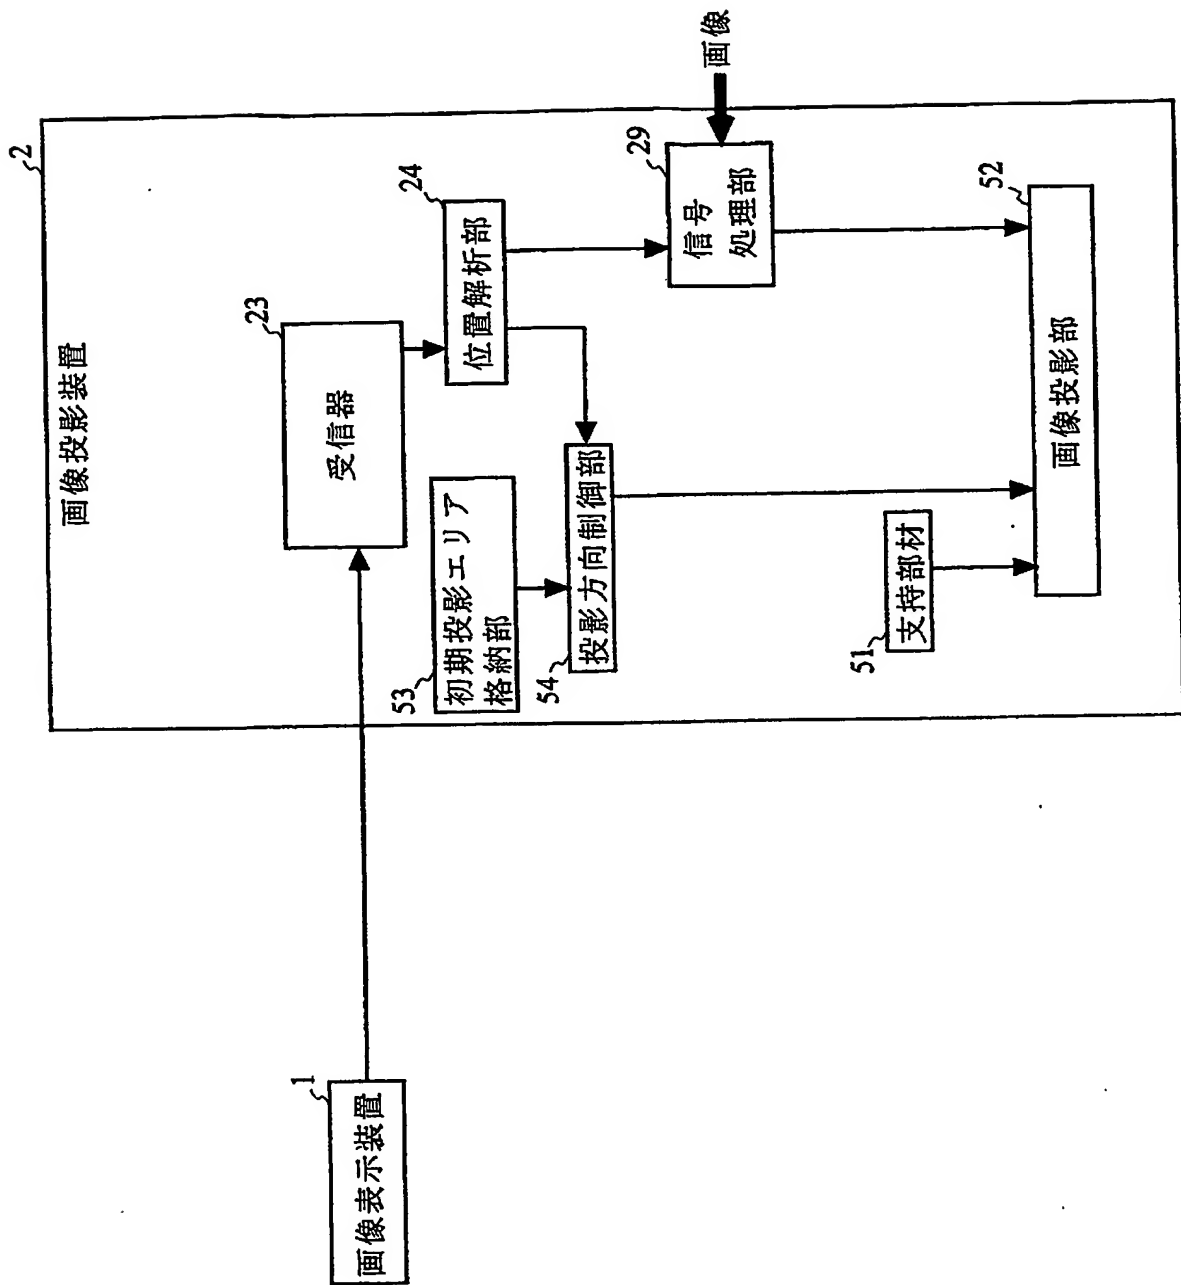 2
画像投影装置
23
受信器
24
位置解析部
画像
29
信号
処理部
53
初期投影エリア
格納部
54
投影方向制御部
51
支持部材
52
画像投影部
1
画像表示装置